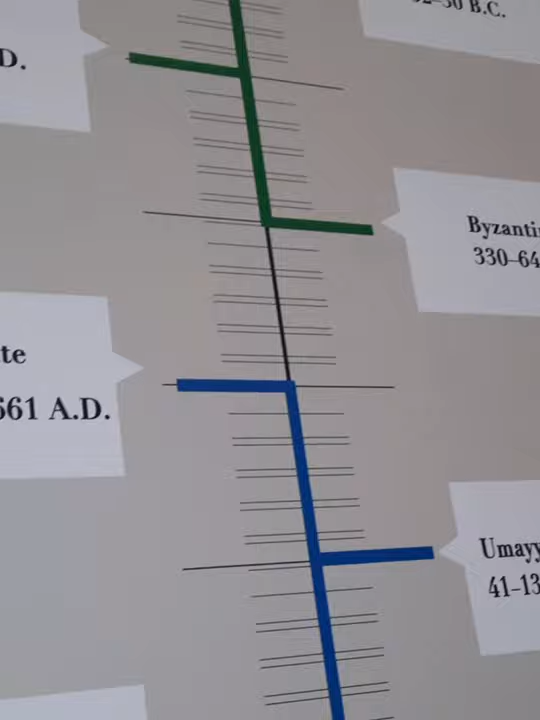 B.C.
D.
Byzanti
330–64
te
661 A.D.
Umayy
41–13